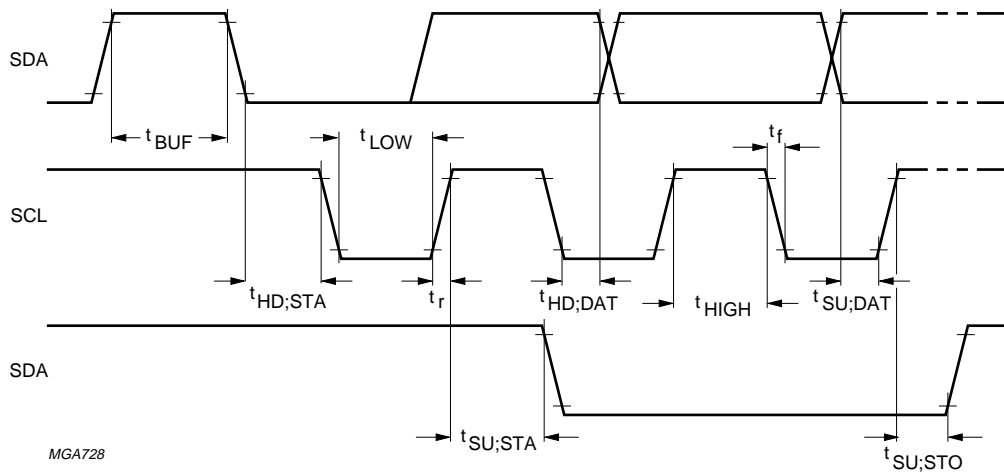 SDA
t BUF
t LOW
t f
SCL
t HD;STA
t r
t HD;DAT
t HIGH
t SU;DAT
SDA
t SU;STA
t SU;STO
MGA728